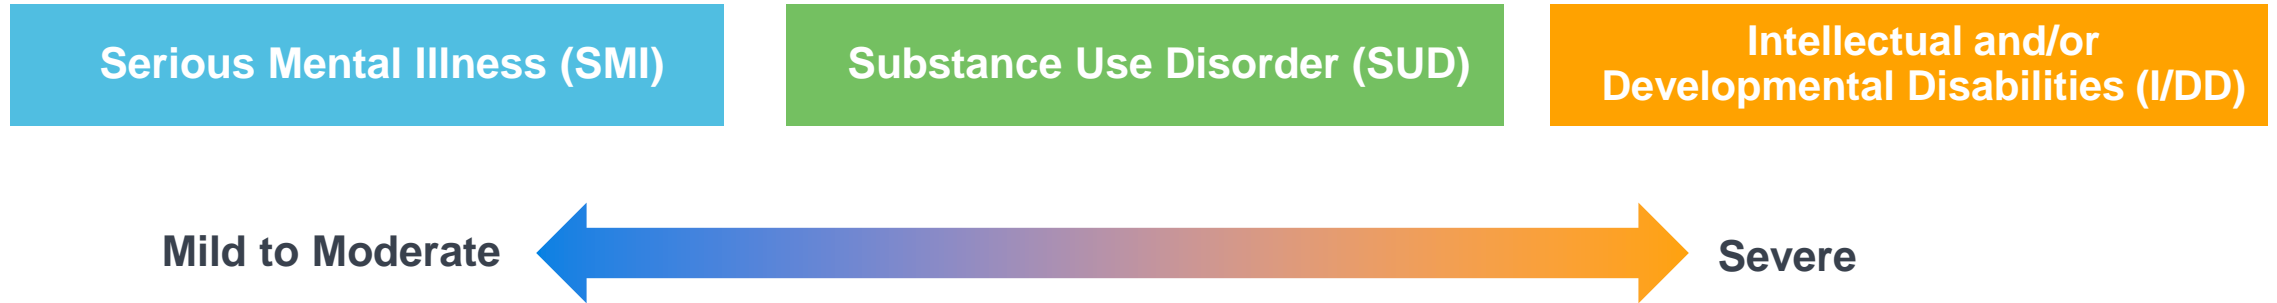 Serious Mental Illness (SMI)
Substance Use Disorder (SUD)
Intellectual and/or
Developmental Disabilities (I/DD)
Mild to Moderate
Severe